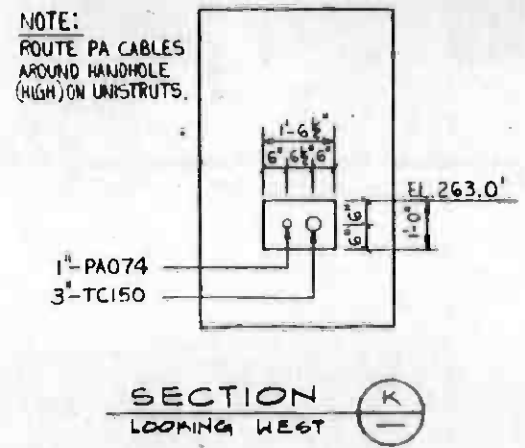 NOTE:
ROUTE PA CABLES
AROUND HANDHOLE
(HIGH) ON UNISTRUTS.
1'-6½"
6" 6½" 6"
EL. 263.0'
6" 6"
1'-0"
1"-PA074
3"-TC150
SECTION K
LOOKING WEST